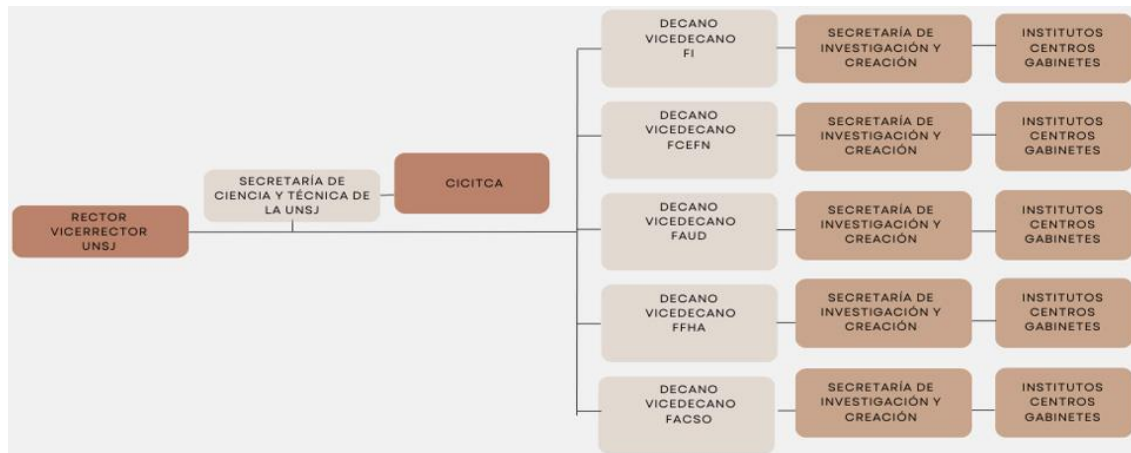 RECTOR
VICERRECTOR
UNSJ
SECRETARÍA DE
CIENCIA Y TÉCNICA DE
LA UNSJ
CICITCA
DECANO
VICEDECANO
FI
SECRETARÍA DE
INVESTIGACIÓN Y
CREACIÓN
INSTITUTOS
CENTROS
GABINETES
DECANO
VICEDECANO
FCEFN
SECRETARÍA DE
INVESTIGACIÓN Y
CREACIÓN
INSTITUTOS
CENTROS
GABINETES
DECANO
VICEDECANO
FAUD
SECRETARÍA DE
INVESTIGACIÓN Y
CREACIÓN
INSTITUTOS
CENTROS
GABINETES
DECANO
VICEDECANO
FFHA
SECRETARÍA DE
INVESTIGACIÓN Y
CREACIÓN
INSTITUTOS
CENTROS
GABINETES
DECANO
VICEDECANO
FACSO
SECRETARÍA DE
INVESTIGACIÓN Y
CREACIÓN
INSTITUTOS
CENTROS
GABINETES